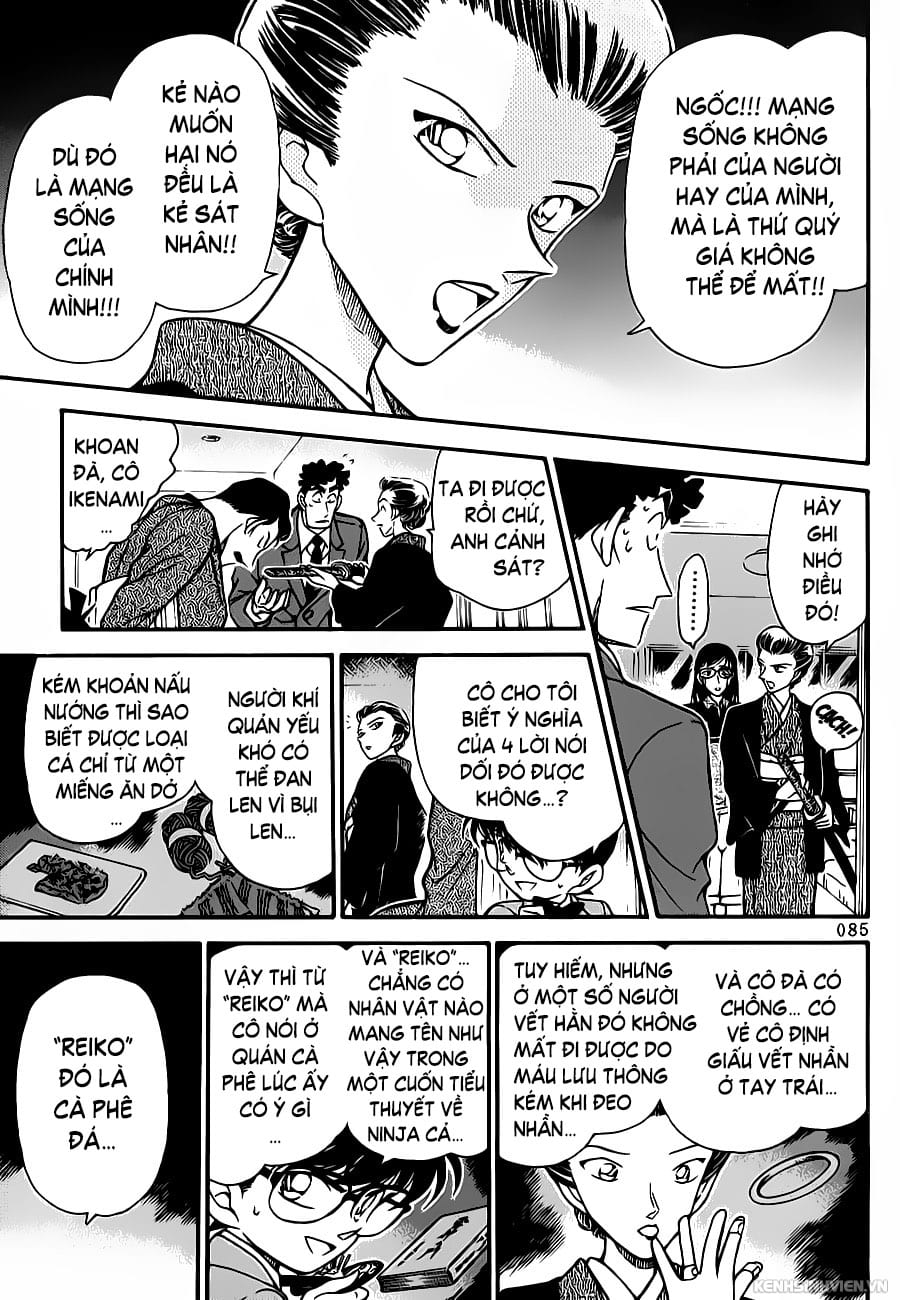 NGỐC!!! MẠNG
SỐNG KHÔNG
PHẢI CỦA NGƯỜI
HAY CỦA MÌNH,
MÀ LÀ THỨ QUÝ
GIÁ KHÔNG
THỂ ĐỂ MẤT!!
KẺ NÀO
MUỐN
HẠI NÓ
ĐỀU LÀ
KẺ SÁT
NHÂN!!
DÙ ĐÓ
LÀ MẠNG
SỐNG
CỦA
CHÍNH
MÌNH!!!
HÃY
GHI
NHỚ
ĐIỀU
ĐÓ!
CẠCH!
.......
TA ĐI ĐƯỢC
RỒI CHỨ,
ANH CẢNH
SÁT?
KHOAN
ĐÃ, CÔ
IKENAMI
...
CÔ CHO TÔI
BIẾT Ý NGHĨA
CỦA 4 LỜI NÓI
DỐI ĐÓ ĐƯỢC
KHÔNG...?
NGƯỜI KHÍ
QUẢN YẾU
KHÓ CÓ
THỂ ĐAN
LEN VÌ BỤI
LEN...
KÉM KHOẢN NẤU
NƯỚNG THÌ SAO
BIẾT ĐƯỢC LOẠI
CÁ CHỈ TỪ MỘT
MIẾNG ĂN DỞ
...
085
VÀ CÔ ĐÃ CÓ
CHỒNG... CÓ
VẺ CÔ ĐỊNH
GIẤU VẾT NHẪN
Ở TAY TRÁI...
TUY HIẾM, NHƯNG
Ở MỘT SỐ NGƯỜI
VẾT HẰN ĐÓ KHÔNG
MẤT ĐI ĐƯỢC DO
MÁU LƯU THÔNG
KÉM KHI ĐEO
NHẪN...
VÀ "REIKO"...
CHẲNG CÓ
NHÂN VẬT NÀO
MANG TÊN NHƯ
VẬY TRONG
MỘT CUỐN TIỂU
THUYẾT VỀ
NINJA CẢ...
VẬY THÌ TỪ
"REIKO" MÀ
CÔ NÓI Ở
QUÁN CÀ
PHÊ LÚC ẤY
CÓ Ý GÌ
...
"REIKO"
ĐÓ LÀ
CÀ PHÊ
ĐÁ...
KENHSINHVIEN.VN